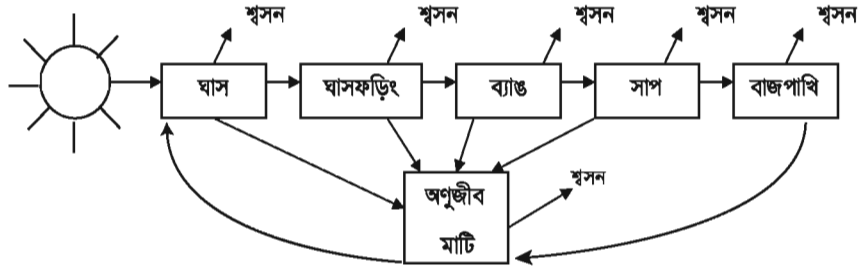 শ্বসন শ্বসন শ্বসন শ্বসন শ্বসন
ঘাস ঘাসফড়িং ব্যাঙ সাপ বাজপাখি
অণুজীব শ্বসন
মাটি